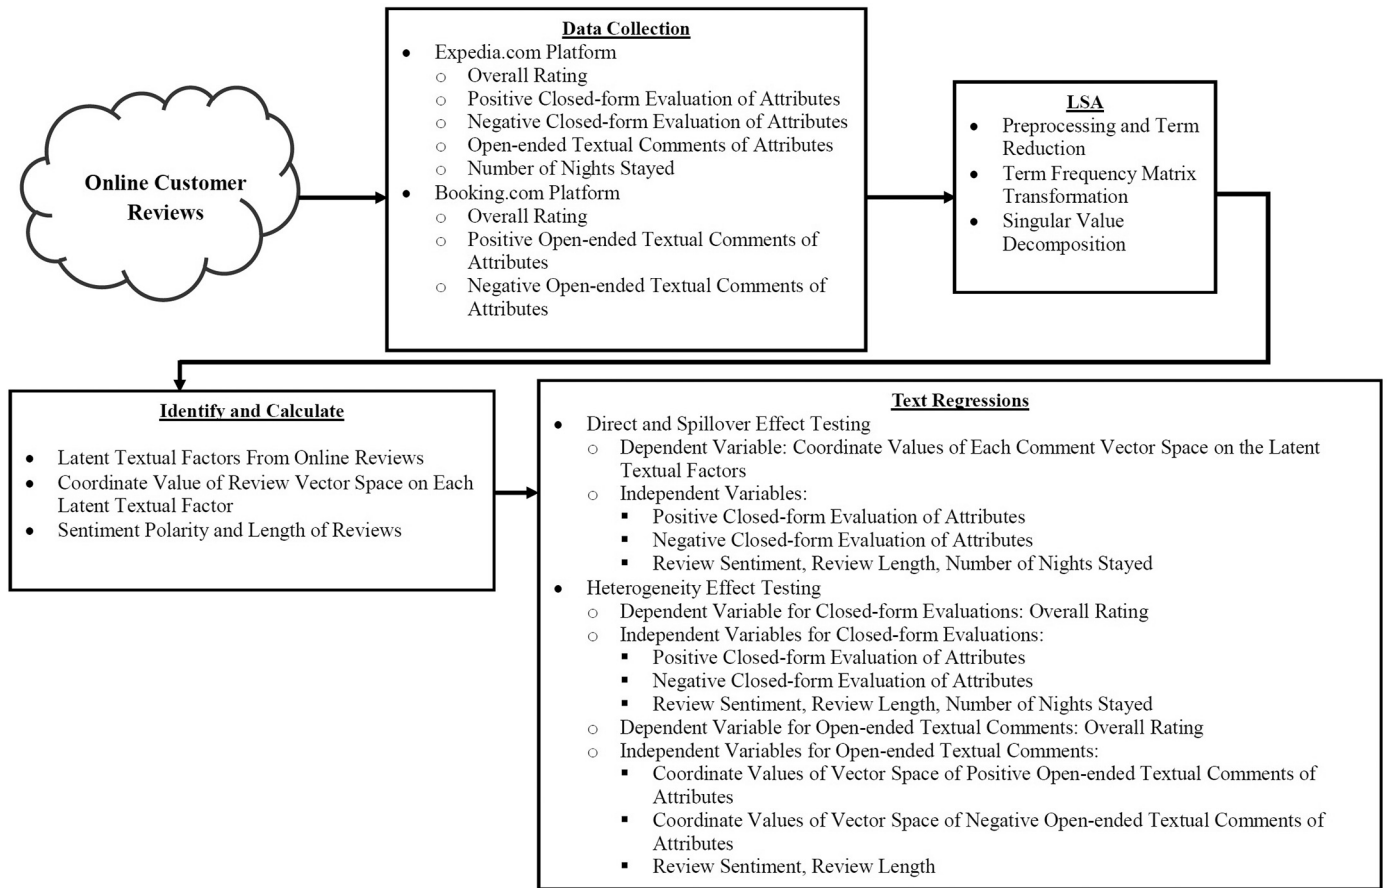 Online Customer
Reviews
Data Collection
● Expedia.com Platform
○ Overall Rating
○ Positive Closed-form Evaluation of Attributes
○ Negative Closed-form Evaluation of Attributes
○ Open-ended Textual Comments of Attributes
○ Number of Nights Stayed
● Booking.com Platform
○ Overall Rating
○ Positive Open-ended Textual Comments of
Attributes
○ Negative Open-ended Textual Comments of
Attributes
LSA
● Preprocessing and Term
Reduction
● Term Frequency Matrix
Transformation
● Singular Value
Decomposition
Identify and Calculate
● Latent Textual Factors From Online Reviews
● Coordinate Value of Review Vector Space on Each
Latent Textual Factor
● Sentiment Polarity and Length of Reviews
Text Regressions
● Direct and Spillover Effect Testing
○ Dependent Variable: Coordinate Values of Each Comment Vector Space on the Latent
Textual Factors
○ Independent Variables:
▪ Positive Closed-form Evaluation of Attributes
▪ Negative Closed-form Evaluation of Attributes
▪ Review Sentiment, Review Length, Number of Nights Stayed
● Heterogeneity Effect Testing
○ Dependent Variable for Closed-form Evaluations: Overall Rating
○ Independent Variables for Closed-form Evaluations:
▪ Positive Closed-form Evaluation of Attributes
▪ Negative Closed-form Evaluation of Attributes
▪ Review Sentiment, Review Length, Number of Nights Stayed
○ Dependent Variable for Open-ended Textual Comments: Overall Rating
○ Independent Variables for Open-ended Textual Comments:
▪ Coordinate Values of Vector Space of Positive Open-ended Textual Comments of
Attributes
▪ Coordinate Values of Vector Space of Negative Open-ended Textual Comments of
Attributes
▪ Review Sentiment, Review Length